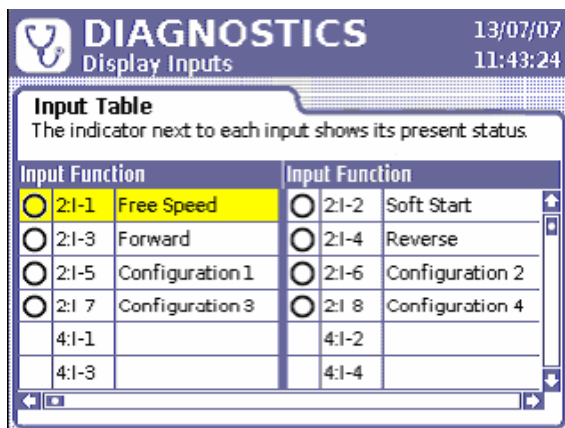 DIAGNOSTICS
13/07/07
Display Inputs
11:43:24
Input Table
The indicator next to each input shows its present status.
Input Function Input Function
2:I-1 Free Speed 2:I-2 Soft Start
2:I-3 Forward 2:I-4 Reverse
2:I-5 Configuration 1 2:I-6 Configuration 2
2:I 7 Configuration 3 2:I 8 Configuration 4
4:I-1 4:I-2
4:I-3 4:I-4